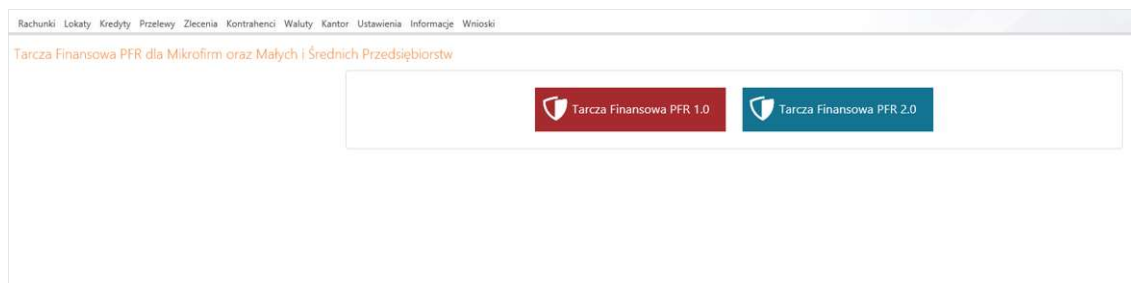 Rachunki Lokaty Kredyty Przelewy Zlecenia Kontrahenci Waluty Kantor Ustawienia Informacje Wnioski
Tarcza Finansowa PFR dla Mikrofirm oraz Małych i Średnich Przedsiębiorstw
Tarcza Finansowa PFR 1.0 Tarcza Finansowa PFR 2.0